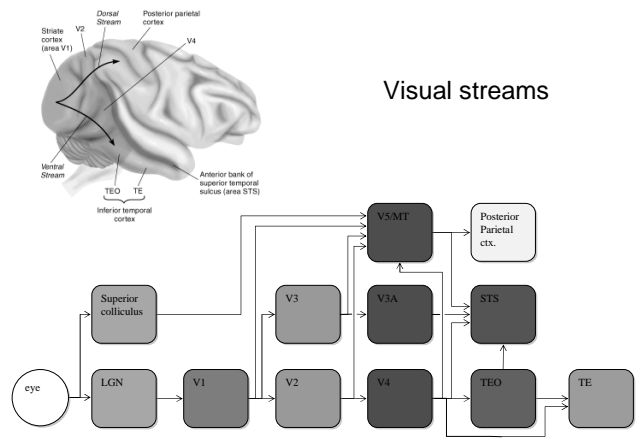 Dorsal
Stream
Posterior parietal
cortex
V2
V4
Striate
cortex
(area V1)
Visual streams
Ventral
Stream
TEO
TE
Anterior bank of
superior temporal
sulcus (area STS)
Inferior temporal
cortex
V5/MT
Posterior
Parietal
ctx.
Superior
colliculus
V3
V3A
STS
eye
LGN
V1
V2
V4
TEO
TE